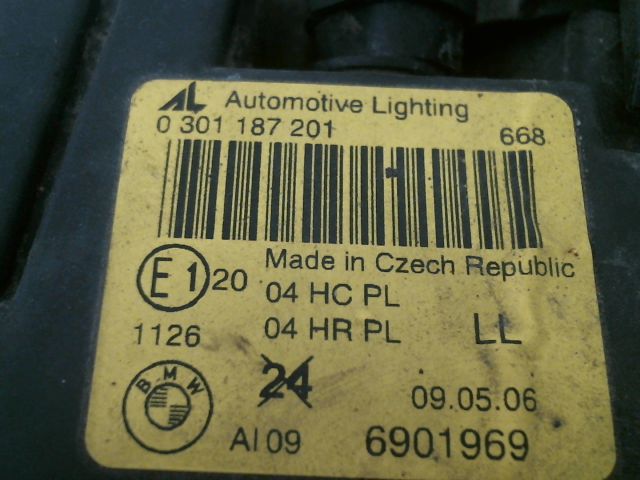 AL Automotive Lighting
0 301 187 201 668
Made in Czech Republic
E1 20 04 HC PL
1126 04 HR PL LL
BMW 24 09.05.06
AI 09 6901969